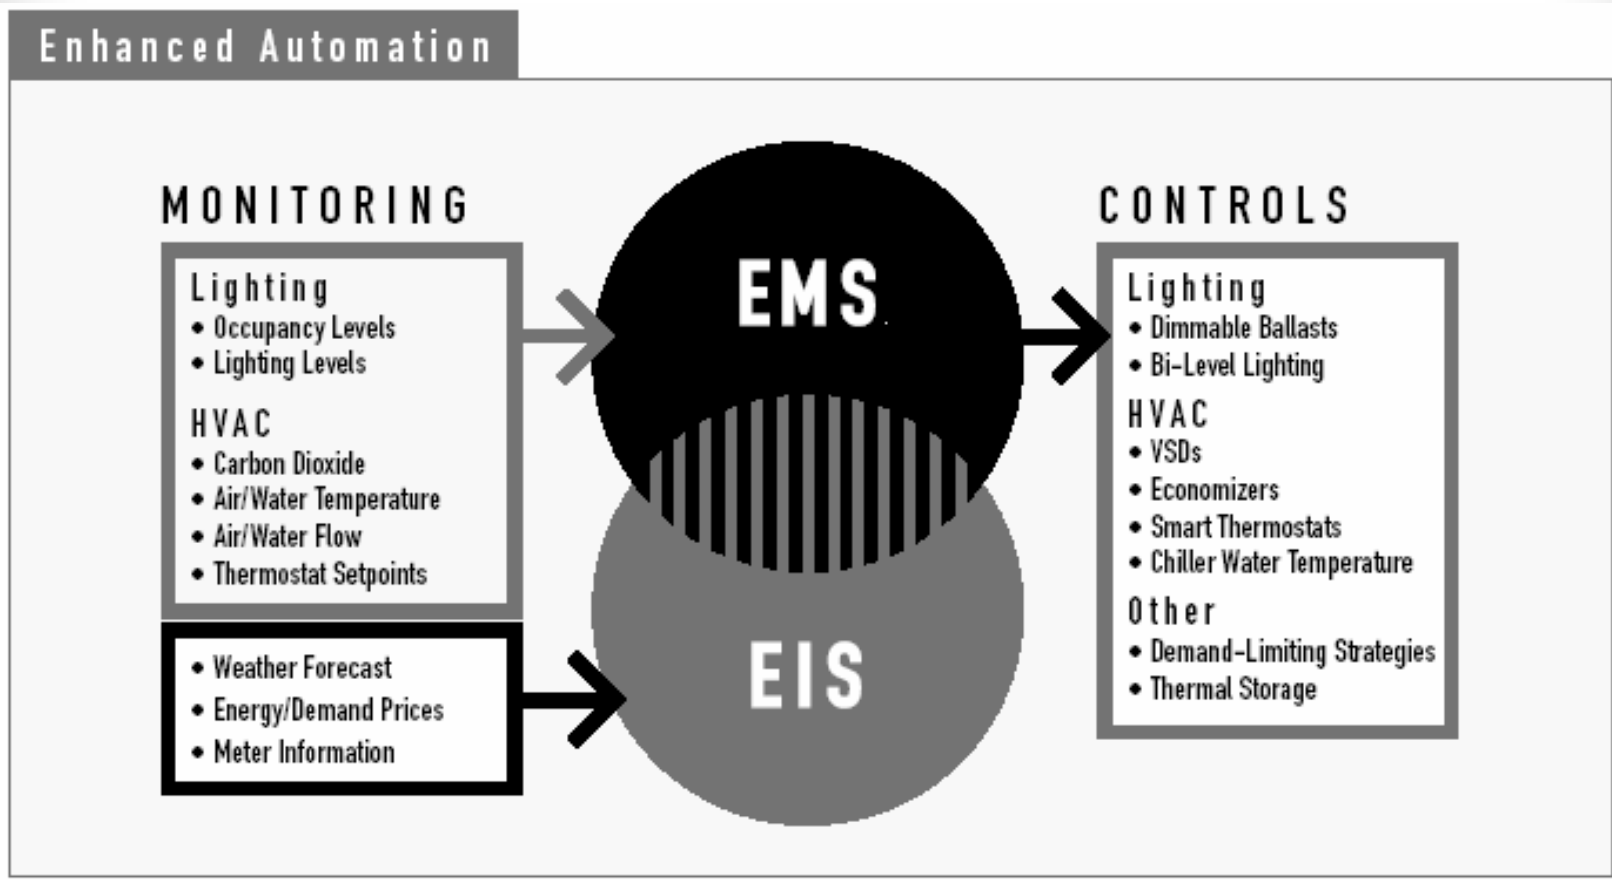 Enhanced Automation
MONITORING
Lighting
• Occupancy Levels
• Lighting Levels
HVAC
• Carbon Dioxide
• Air/Water Temperature
• Air/Water Flow
• Thermostat Setpoints
• Weather Forecast
• Energy/Demand Prices
• Meter Information
EMS
EIS
CONTROLS
Lighting
• Dimmable Ballasts
• Bi-Level Lighting
HVAC
• VSDs
• Economizers
• Smart Thermostats
• Chiller Water Temperature
Other
• Demand-Limiting Strategies
• Thermal Storage